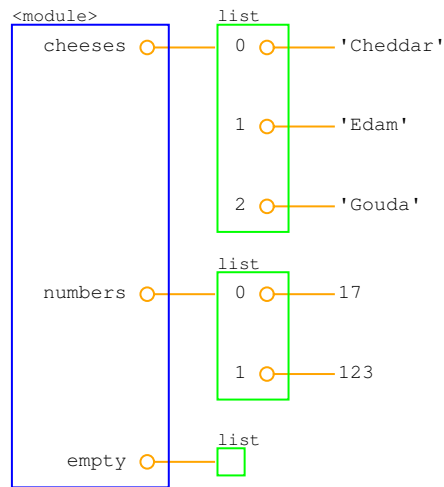 <module> list
cheeses 0 'Cheddar'
1 'Edam'
2 'Gouda'
list
numbers 0 17
1 123
list
empty